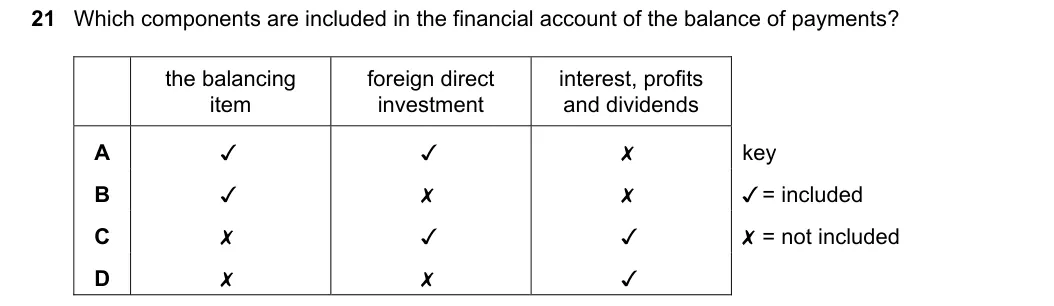 21 Which components are included in the financial account of the balance of payments?
the balancing item foreign direct investment interest, profits and dividends
A ✓ ✓ ✗ key
B ✓ ✗ ✗ ✓ = included
C ✗ ✓ ✓ ✗ = not included
D ✗ ✗ ✓